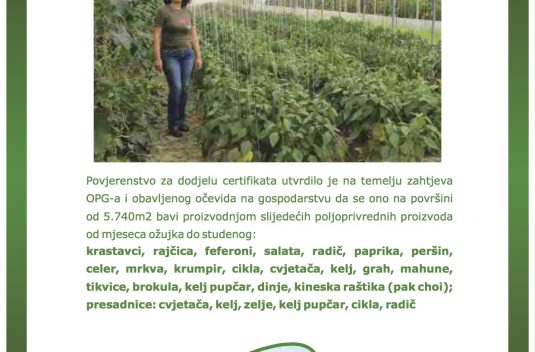 Povjerenstvo za dodjelu certifikata utvrdilo je na temelju zahtjeva
OPG-a i obavljenog očevida na gospodarstvu da se ono na površini
od 5.740m2 bavi proizvodnjom slijedećih poljoprivrednih proizvoda
od mjeseca ožujka do studenog:
krastavci, rajčica, feferoni, salata, radič, paprika, peršin,
celer, mrkva, krumpir, cikla, cvjetača, kelj, grah, mahune,
tikvice, brokula, kelj pupčar, dinje, kineska raštika (pak choi);
presadnice: cvjetača, kelj, zelje, kelj pupčar, cikla, radič